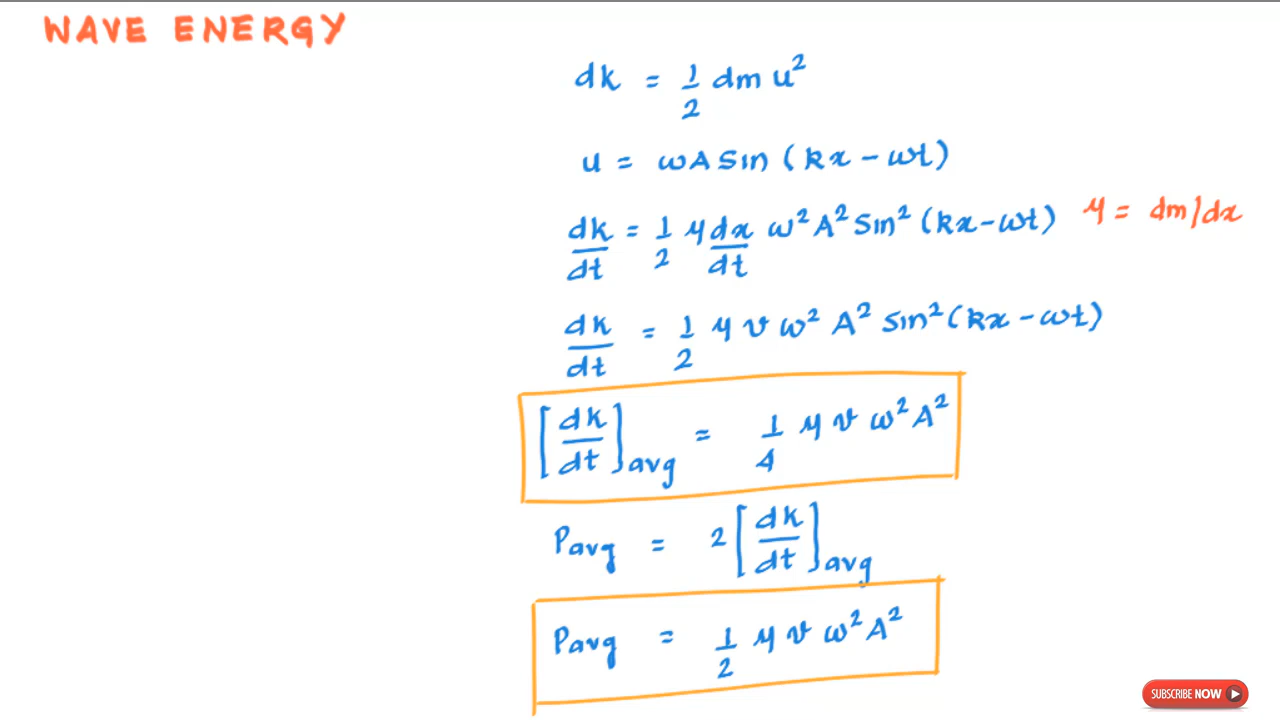 WAVE ENERGY
dk = 1/2 dm u²
u = ωA Sin (kx - ωt)
dk/dt = 1/2 μ dx/dt ω² A² Sin² (kx - ωt) μ = dm/dx
dk/dt = 1/2 μ v ω² A² Sin² (kx - ωt)
[dk/dt]avg = 1/4 μ v ω² A²
Pavg = 2 [dk/dt]avg
Pavg = 1/2 μ v ω² A²
SUBSCRIBE NOW